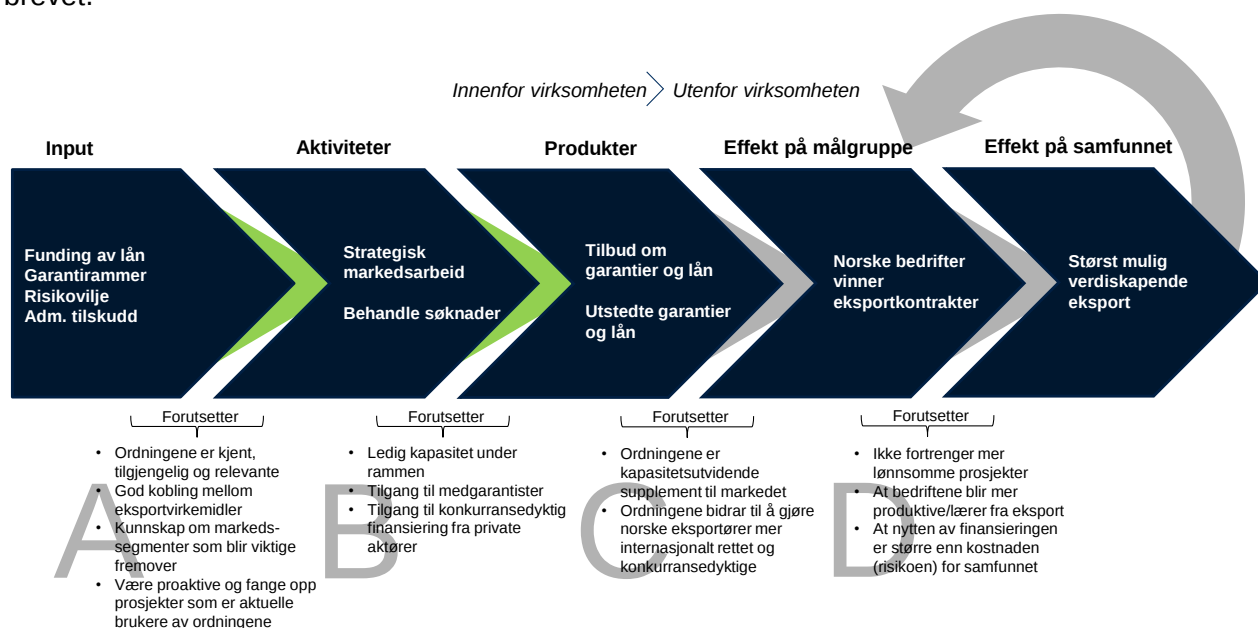 brevet.
Innenfor virksomheten
Utenfor virksomheten
Input
Aktiviteter
Produkter
Effekt på målgruppe
Effekt på samfunnet
Funding av lån
Garantirammer
Risikovilje
Adm. tilskudd
Strategisk
markedsarbeid
Behandle søknader
Tilbud om
garantier og lån
Utstedte garantier
og lån
Norske bedrifter
vinner
eksportkontrakter
Størst mulig
verdiskapende
eksport
Forutsetter
A
• Ordningene er kjent,
tilgjengelig og relevante
• God kobling mellom
eksportvirkemidler
• Kunnskap om markeds-
segmenter som blir viktige
fremover
• Være proaktive og fange opp
prosjekter som er aktuelle
brukere av ordningene
Forutsetter
B
• Ledig kapasitet under
rammen
• Tilgang til medgarantister
• Tilgang til konkurransedyktig
finansiering fra private
aktører
Forutsetter
C
• Ordningene er
kapasitetsutvidende
supplement til markedet
• Ordningene bidrar til å gjøre
norske eksportører mer
internasjonalt rettet og
konkurransedyktige
Forutsetter
D
• Ikke fortrenger mer
lønnsomme prosjekter
• At bedriftene blir mer
produktive/lærer fra eksport
• At nytten av finansieringen
er større enn kostnaden
(risikoen) for samfunnet